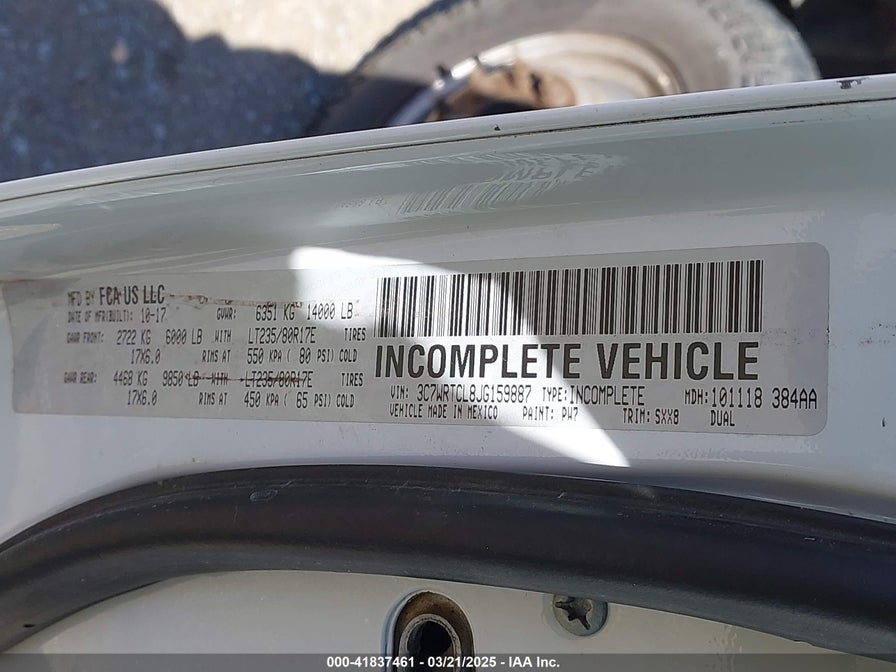 MFD BY FCA US LLC
GVWR: 6351 KG 14000 LB
DATE OF MFR(BUILT): 10-17
GAWR FRONT: 2722 KG 6000 LB WITH LT235/80R17E TIRES
17X6.0 RIMS AT 550 KPA ( 80 PSI) COLD
GAWR REAR: 4468 KG 9850 LB WITH LT235/80R17E TIRES
17X6.0 RIMS AT 450 KPA ( 65 PSI) COLD
INCOMPLETE VEHICLE
VIN: 3C7WRTCL8JG159887 TYPE: INCOMPLETE MDH: 101118 384AA
VEHICLE MADE IN MEXICO PAINT: PW7 TRIM: SXX8 DUAL
000-41837461 - 03/21/2025 - IAA Inc.